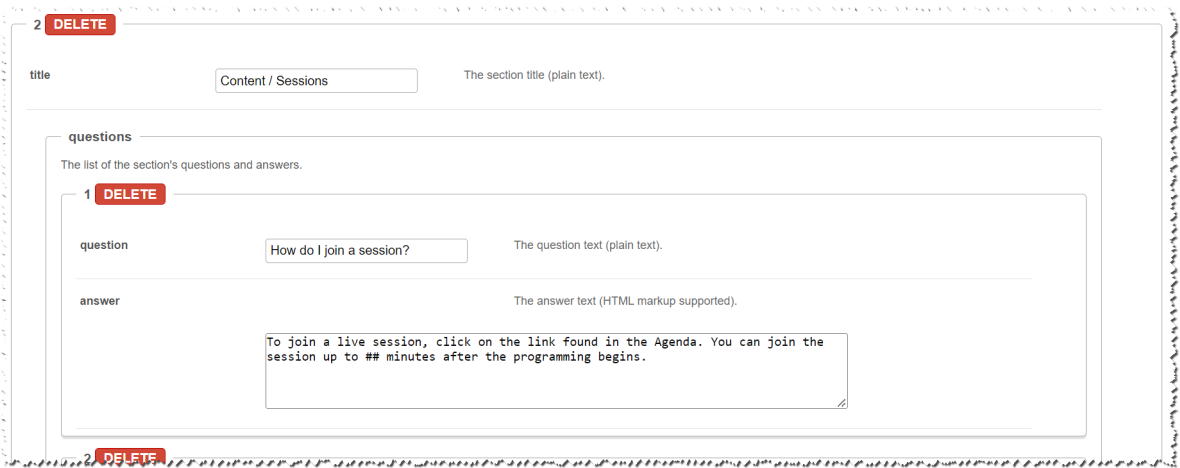 2 DELETE
title
Content / Sessions
The section title (plain text).
questions
The list of the section's questions and answers.
1 DELETE
question
How do I join a session?
The question text (plain text).
answer
The answer text (HTML markup supported).
To join a live session, click on the link found in the Agenda. You can join the
session up to ## minutes after the programming begins.
2 DELETE